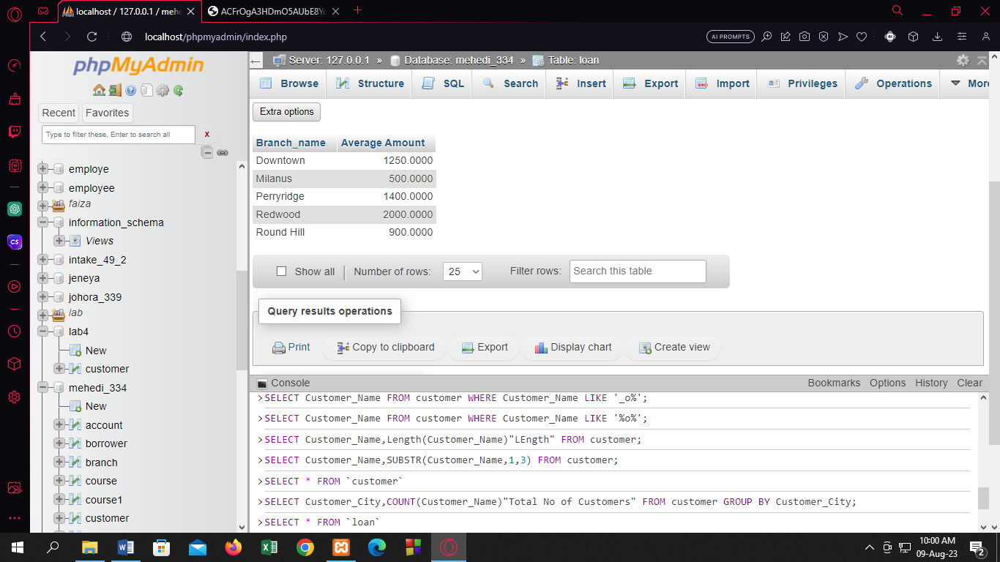 localhost / 127.0.0.1 / mehe
ACFrOgA3HDmO5AUbE8Yo
localhost/phpmyadmin/index.php
AI PROMPTS
phpMyAdmin
Recent
Favorites
Type to filter these, Enter to search all
x
employe
employee
faiza
information_schema
Views
intake_49_2
jeneya
johora_339
lab
lab4
New
customer
mehedi_334
New
account
borrower
branch
course
course1
customer
Server: 127.0.0.1 » Database: mehedi_334 » Table: loan
Browse Structure SQL Search Insert Export Import Privileges Operations More
Extra options
Branch_name Average Amount
Downtown 1250.0000
Milanus 500.0000
Perryridge 1400.0000
Redwood 2000.0000
Round Hill 900.0000
Show all
Number of rows: 25
Filter rows: Search this table
Query results operations
Print Copy to clipboard Export Display chart Create view
Console Bookmarks Options History Clear
>SELECT Customer_Name FROM customer WHERE Customer_Name LIKE '_o%';
>SELECT Customer_Name FROM customer WHERE Customer_Name LIKE '%o%';
>SELECT Customer_Name,Length(Customer_Name)"LEngth" FROM customer;
>SELECT Customer_Name,SUBSTR(Customer_Name,1,3) FROM customer;
>SELECT * FROM `customer`
>SELECT Customer_City,COUNT(Customer_Name)"Total No of Customers" FROM customer GROUP BY Customer_City;
>SELECT * FROM `loan`
CS
10:00 AM
09-Aug-23
2